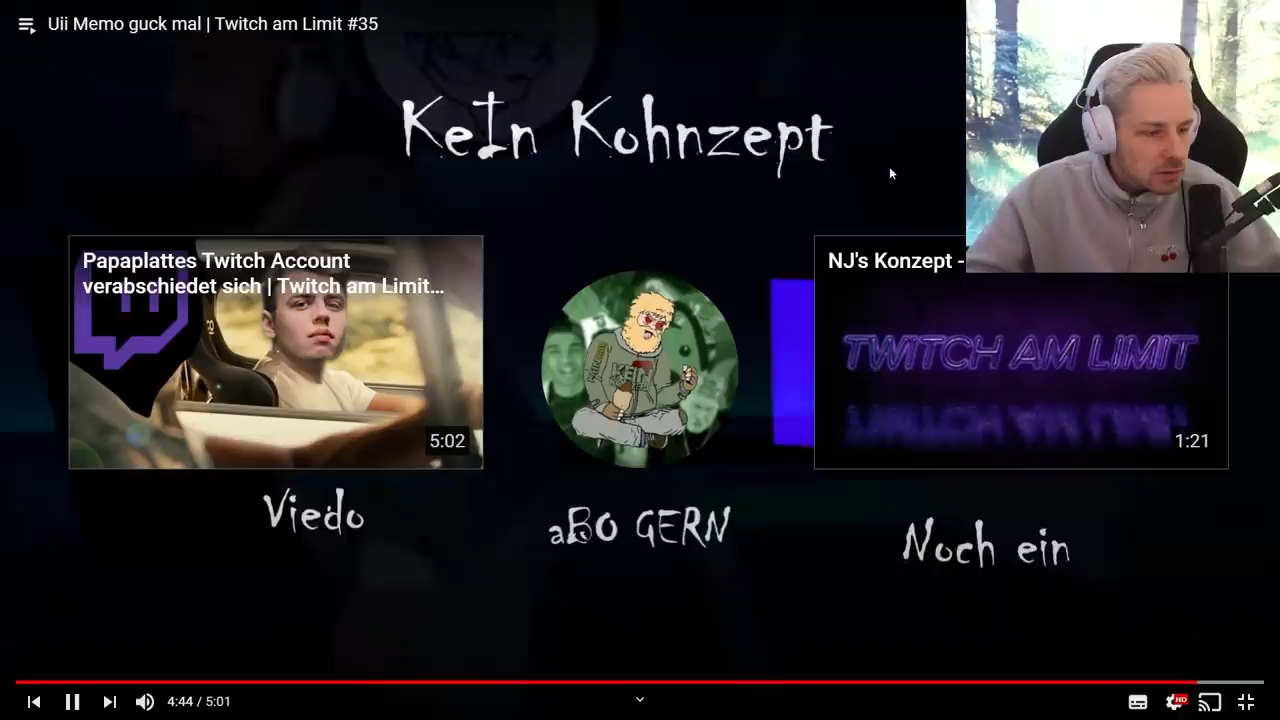 Uii Memo guck mal | Twitch am Limit #35
KeIn Kohnzept
Papaplattes Twitch Account
verabschiedet sich | Twitch am Limit…
5:02
NJ's Konzept -
TWITCH AM LIMIT
1:21
Viedo
aBO GERN
Noch ein
4:44 / 5:01
HD